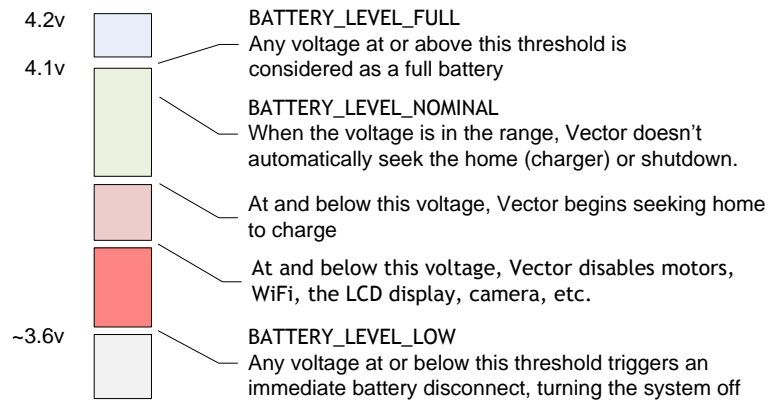 4.2v
BATTERY_LEVEL_FULL
Any voltage at or above this threshold is
considered as a full battery
4.1v
BATTERY_LEVEL_NOMINAL
When the voltage is in the range, Vector doesn't
automatically seek the home (charger) or shutdown.
At and below this voltage, Vector begins seeking home
to charge
At and below this voltage, Vector disables motors,
WiFi, the LCD display, camera, etc.
~3.6v
BATTERY_LEVEL_LOW
Any voltage at or below this threshold triggers an
immediate battery disconnect, turning the system off